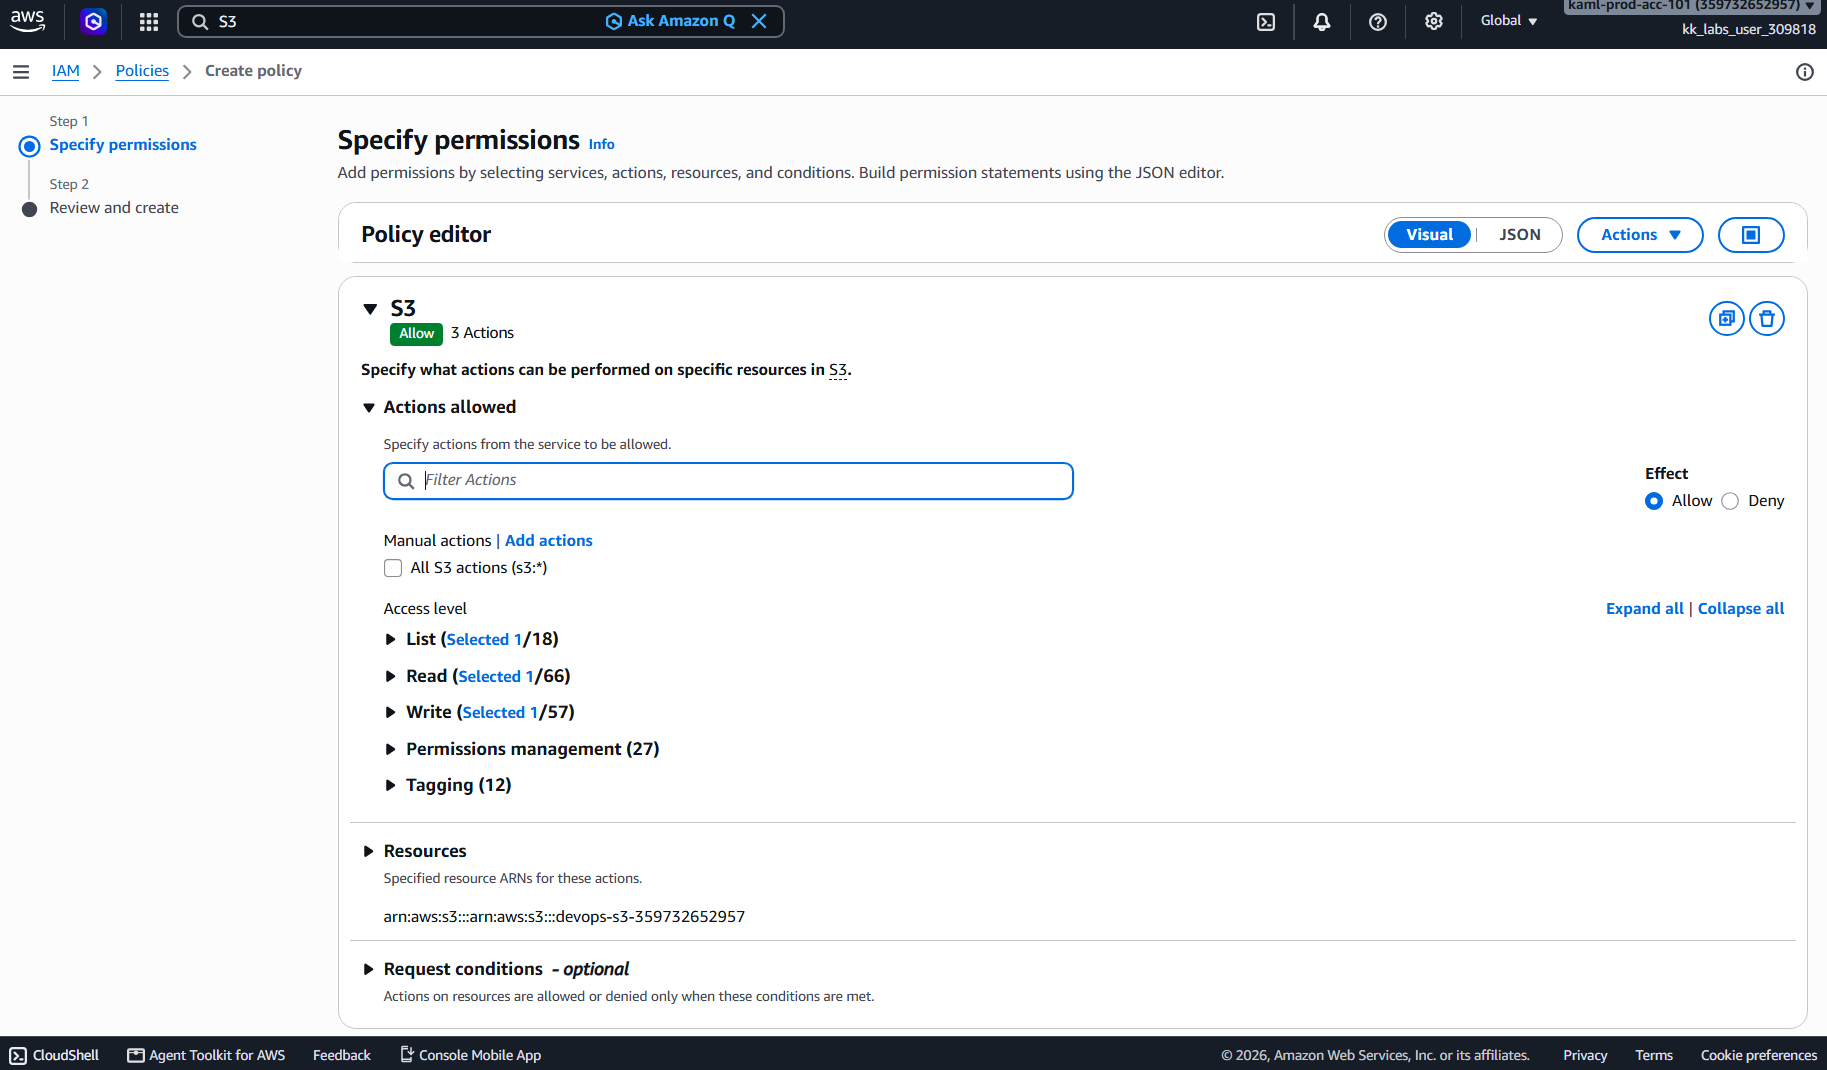 aws
S3
Ask Amazon Q
Global
kaml-prod-acc-101 (359732652957)
kk_labs_user_309818
IAM
Policies
Create policy
Step 1
Specify permissions
Step 2
Review and create
Specify permissions Info
Add permissions by selecting services, actions, resources, and conditions. Build permission statements using the JSON editor.
Policy editor
Visual
JSON
Actions
S3
Allow 3 Actions
Specify what actions can be performed on specific resources in S3.
Actions allowed
Specify actions from the service to be allowed.
Filter Actions
Effect
Allow
Deny
Manual actions | Add actions
All S3 actions (s3:*)
Access level
Expand all | Collapse all
List (Selected 1/18)
Read (Selected 1/66)
Write (Selected 1/57)
Permissions management (27)
Tagging (12)
Resources
Specified resource ARNs for these actions.
arn:aws:s3:::arn:aws:s3:::devops-s3-359732652957
Request conditions - optional
Actions on resources are allowed or denied only when these conditions are met.
CloudShell
Agent Toolkit for AWS
Feedback
Console Mobile App
© 2026, Amazon Web Services, Inc. or its affiliates.
Privacy
Terms
Cookie preferences